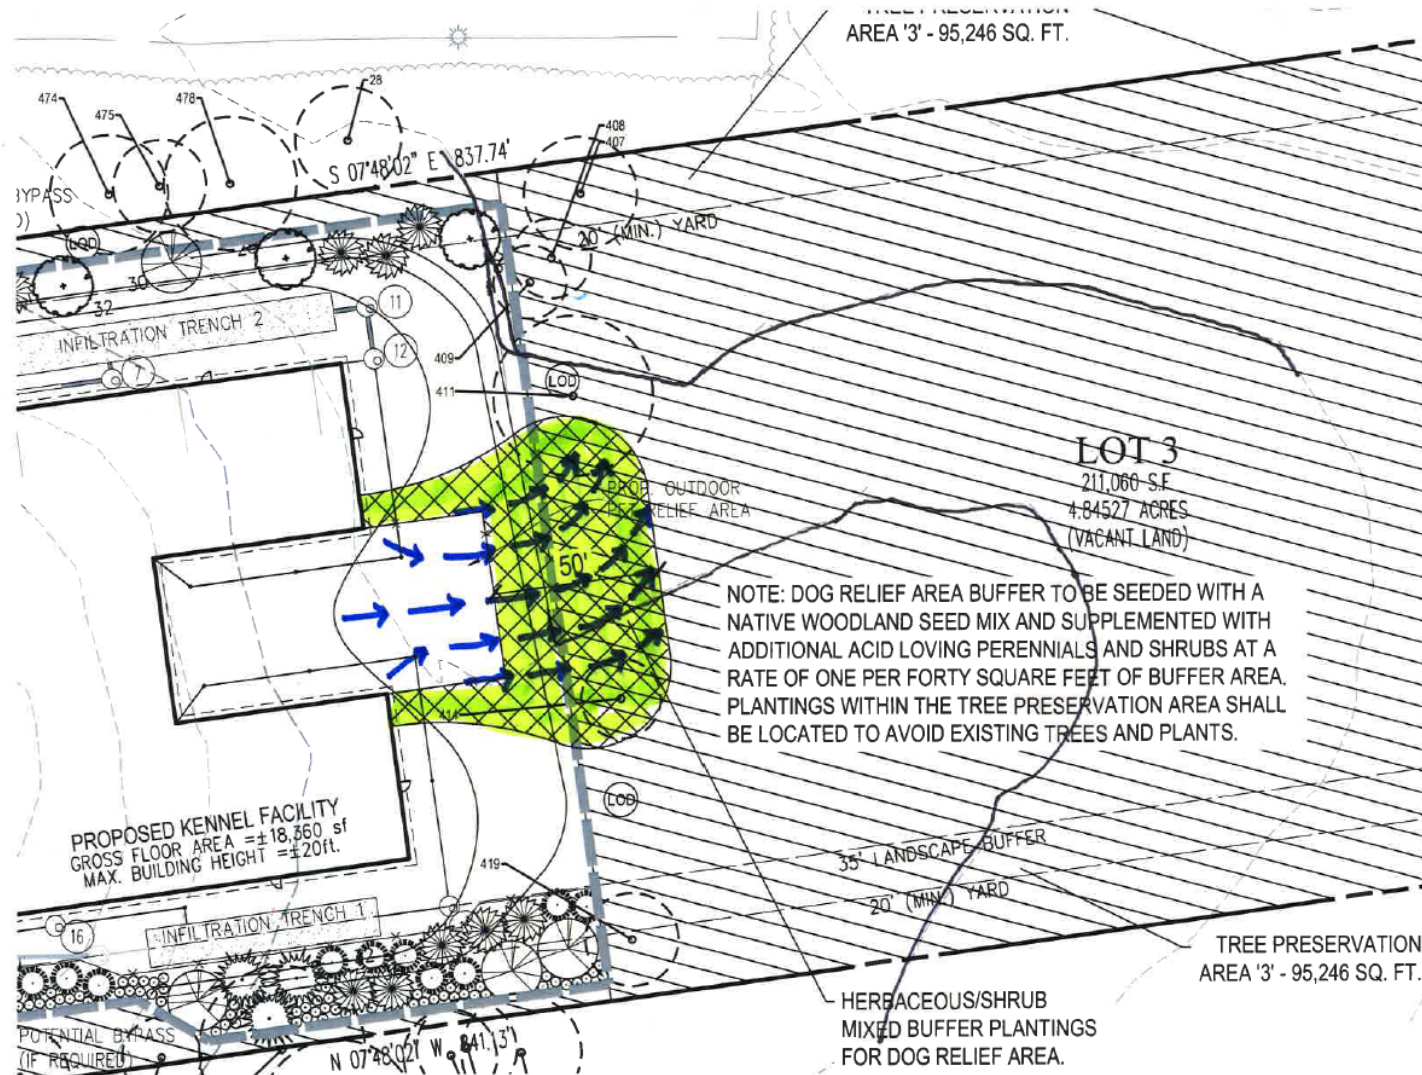 TREE PRESERVATION
AREA '3' - 95,246 SQ. FT.
474
475
478
28
408
407
S 07°48'02" E 837.74'
BYPASS
LOD
20' (MIN.) YARD
30
32
11
INFILTRATION TRENCH 2
12
7
409
411
LOD
LOT 3
211,060 S.F.
4.84527 ACRES
(VACANT LAND)
PROP. OUTDOOR
PET RELIEF AREA
50'
NOTE: DOG RELIEF AREA BUFFER TO BE SEEDED WITH A
NATIVE WOODLAND SEED MIX AND SUPPLEMENTED WITH
ADDITIONAL ACID LOVING PERENNIALS AND SHRUBS AT A
RATE OF ONE PER FORTY SQUARE FEET OF BUFFER AREA.
PLANTINGS WITHIN THE TREE PRESERVATION AREA SHALL
BE LOCATED TO AVOID EXISTING TREES AND PLANTS.
414
LOD
PROPOSED KENNEL FACILITY
GROSS FLOOR AREA =±18,360 sf
MAX. BUILDING HEIGHT =±20ft.
419
35' LANDSCAPE BUFFER
20' (MIN.) YARD
INFILTRATION TRENCH 1
16
TREE PRESERVATION
AREA '3' - 95,246 SQ. FT.
HERBACEOUS/SHRUB
MIXED BUFFER PLANTINGS
FOR DOG RELIEF AREA.
POTENTIAL BYPASS
(IF REQUIRED)
N 07°48'02" W 841.13'